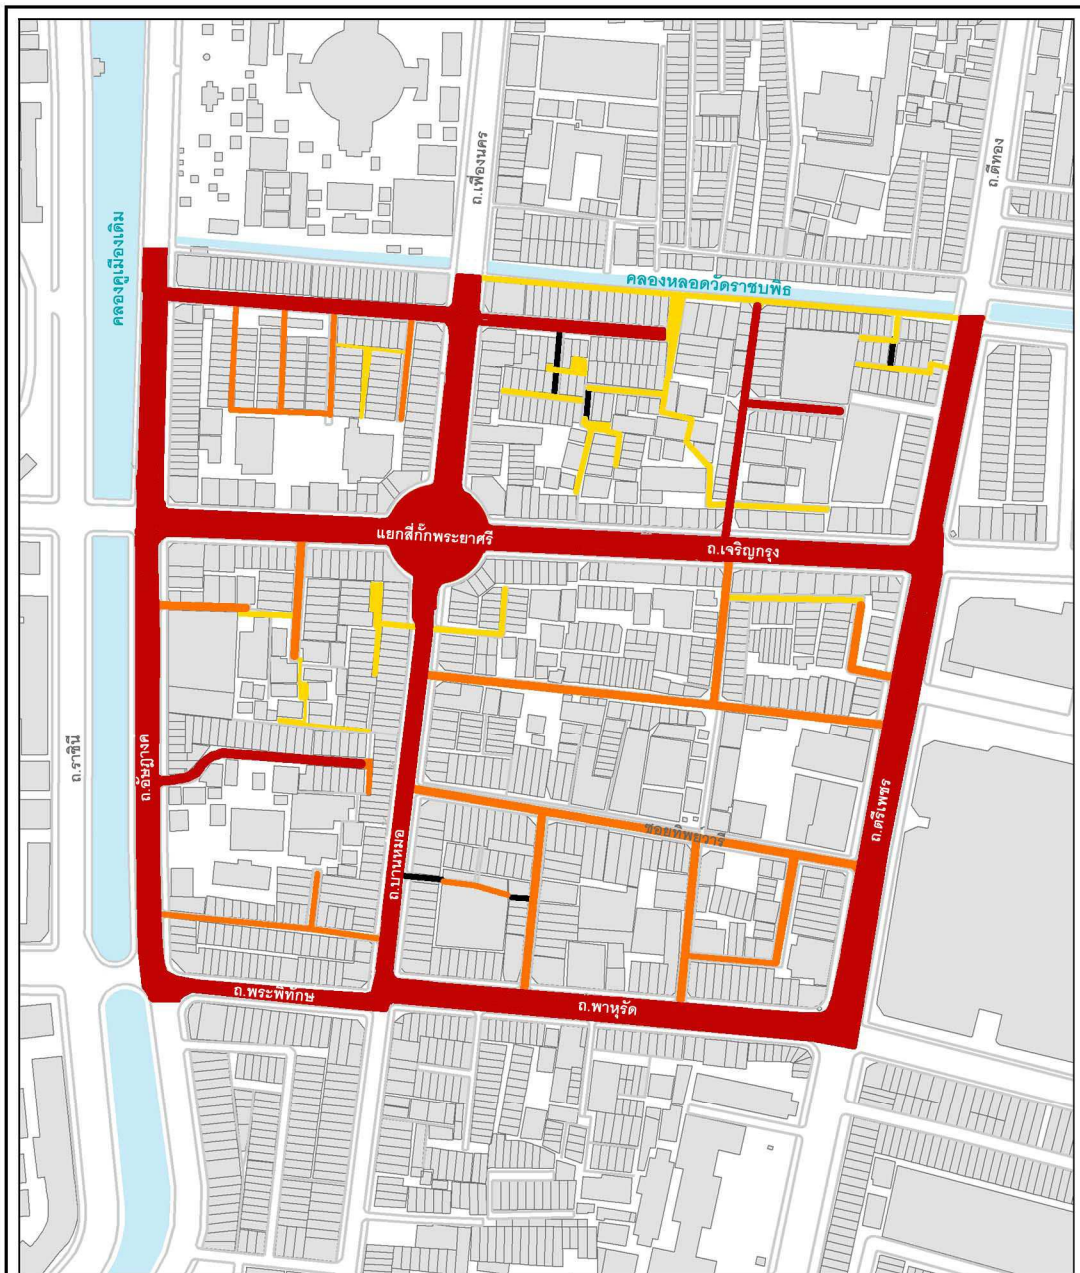 ถ.เฟื่องนคร
ถ.ตีทอง
คลองคูเมืองเดิม
คลองหลอดวัดราชบพิธ
แยกสี่กั๊กพระยาศรี
ถ.เจริญกรุง
ถ.ราชินี
ถ.อัษฎางค
ถ.ตรีเพชร
ซอยทิพยวารี
ถ.บานหมอ
ถ.พระพิทักษ
ถ.พาหุรัด